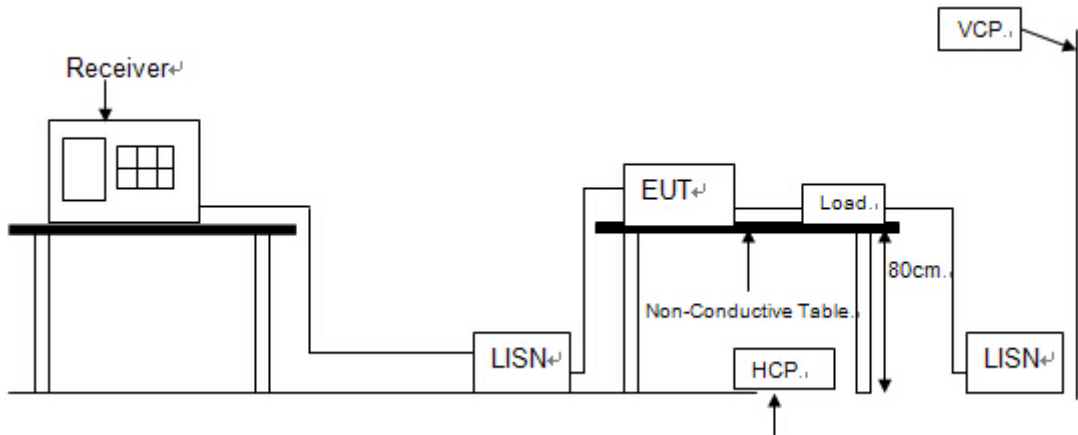 VCP.
Receiver↵
EUT↵
Load.
80cm.
Non-Conductive Table.
LISN↵
HCP.
LISN↵